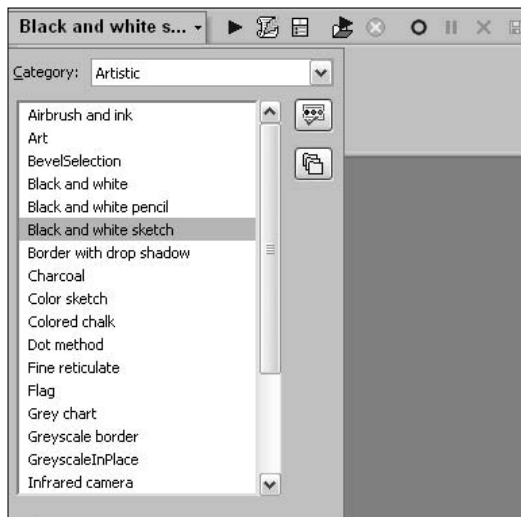 Black and white s...
Category: Artistic
Airbrush and ink
Art
BevelSelection
Black and white
Black and white pencil
Black and white sketch
Border with drop shadow
Charcoal
Color sketch
Colored chalk
Dot method
Fine reticulate
Flag
Grey chart
Greyscale border
GreyscaleInPlace
Infrared camera